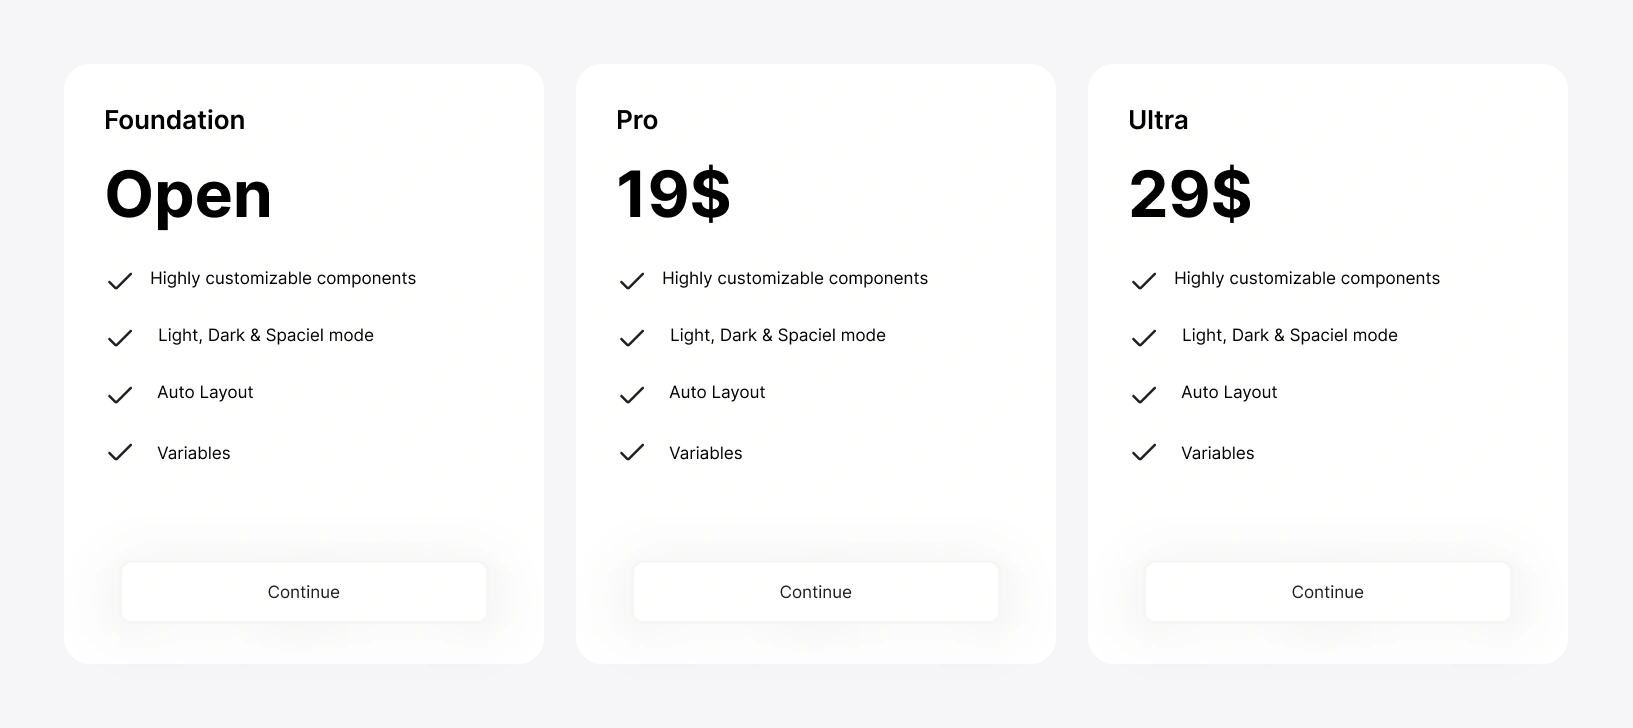 Foundation
Open
Highly customizable components
Light, Dark & Spaciel mode
Auto Layout
Variables
Continue
Pro
19$
Highly customizable components
Light, Dark & Spaciel mode
Auto Layout
Variables
Continue
Ultra
29$
Highly customizable components
Light, Dark & Spaciel mode
Auto Layout
Variables
Continue